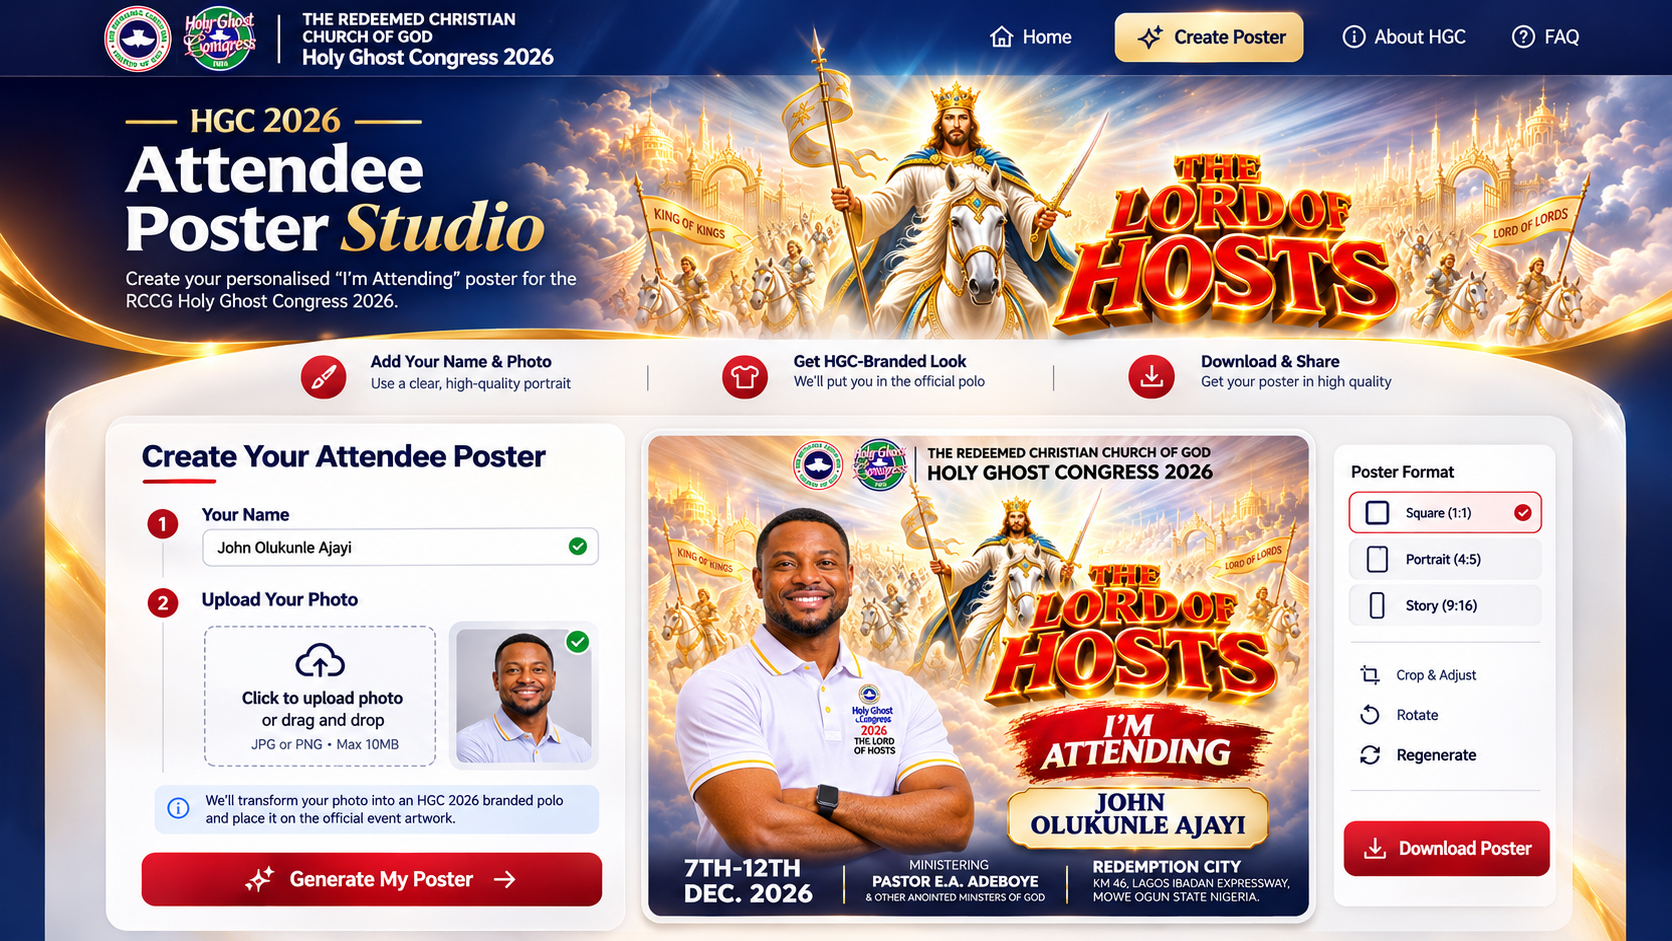 Holy Ghost
Congress
THE REDEEMED CHRISTIAN
CHURCH OF GOD
Holy Ghost Congress 2026
Home
Create Poster
About HGC
FAQ
HGC 2026
Attendee
Poster Studio
Create your personalised “I’m Attending” poster for the
RCCG Holy Ghost Congress 2026.
KING OF KINGS
THE
LORD OF
HOSTS
LORD OF LORDS
Add Your Name & Photo
Use a clear, high-quality portrait
Get HGC-Branded Look
We'll put you in the official polo
Download & Share
Get your poster in high quality
Create Your Attendee Poster
1
Your Name
John Olukunle Ajayi
2
Upload Your Photo
Click to upload photo
or drag and drop
JPG or PNG • Max 10MB
We'll transform your photo into an HGC 2026 branded polo
and place it on the official event artwork.
Generate My Poster
Holy Ghost
Congress
THE REDEEMED CHRISTIAN CHURCH OF GOD
HOLY GHOST CONGRESS 2026
KING OF KINGS
LORD OF LORDS
THE
LORD OF
HOSTS
Holy Ghost
Congress
2026
THE LORD
OF HOSTS
I'M
ATTENDING
JOHN
OLUKUNLE AJAYI
7TH-12TH
DEC. 2026
MINISTERING
PASTOR E.A. ADEBOYE
& OTHER ANOINTED MINSTERS OF GOD
REDEMPTION CITY
KM 46, LAGOS IBADAN EXPRESSWAY,
MOWE OGUN STATE NIGERIA.
Poster Format
Square (1:1)
Portrait (4:5)
Story (9:16)
Crop & Adjust
Rotate
Regenerate
Download Poster